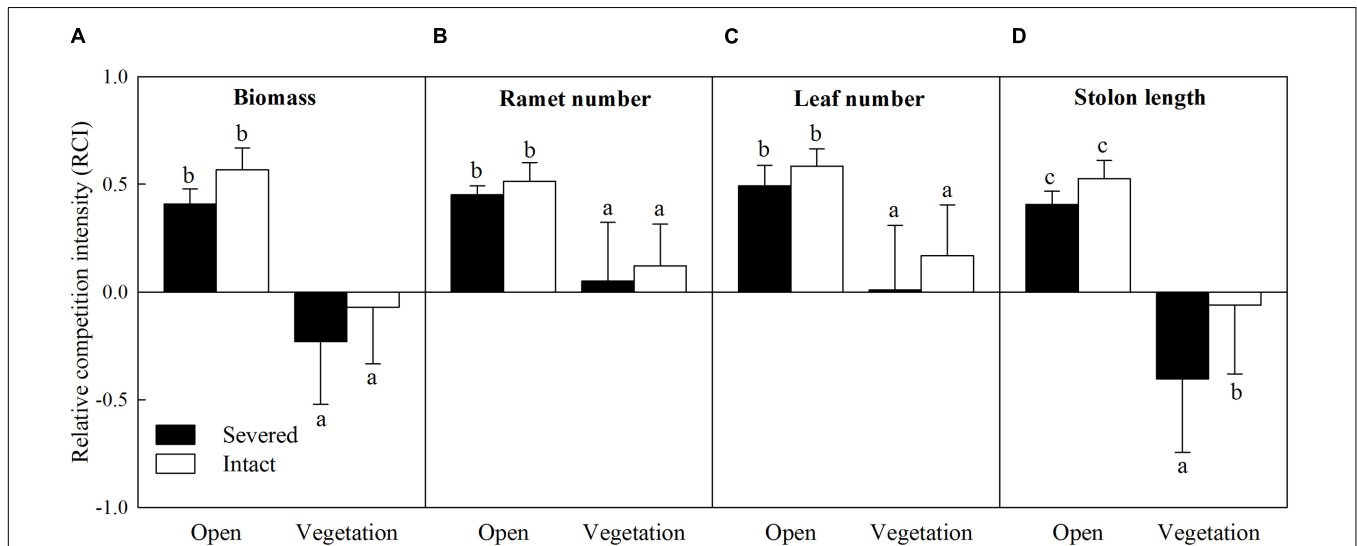 A
B
C
D
Relative competition intensity (RCI)
1.0
0.5
0.0
-0.5
-1.0
Biomass
b
b
a
a
Severed
Intact
Open Vegetation
Ramet number
b
b
a
a
Open Vegetation
Leaf number
b
b
a
a
Open Vegetation
Stolon length
c
c
a
b
Open Vegetation